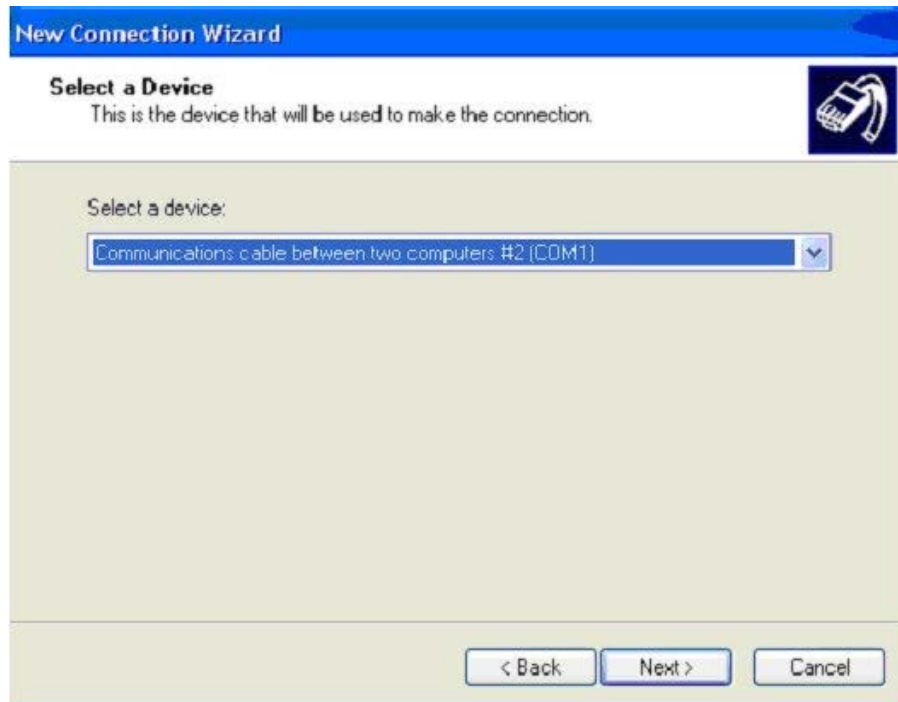 New Connection Wizard
Select a Device
This is the device that will be used to make the connection.
Select a device:
Communications cable between two computers #2 (COM1)
< Back
Next >
Cancel